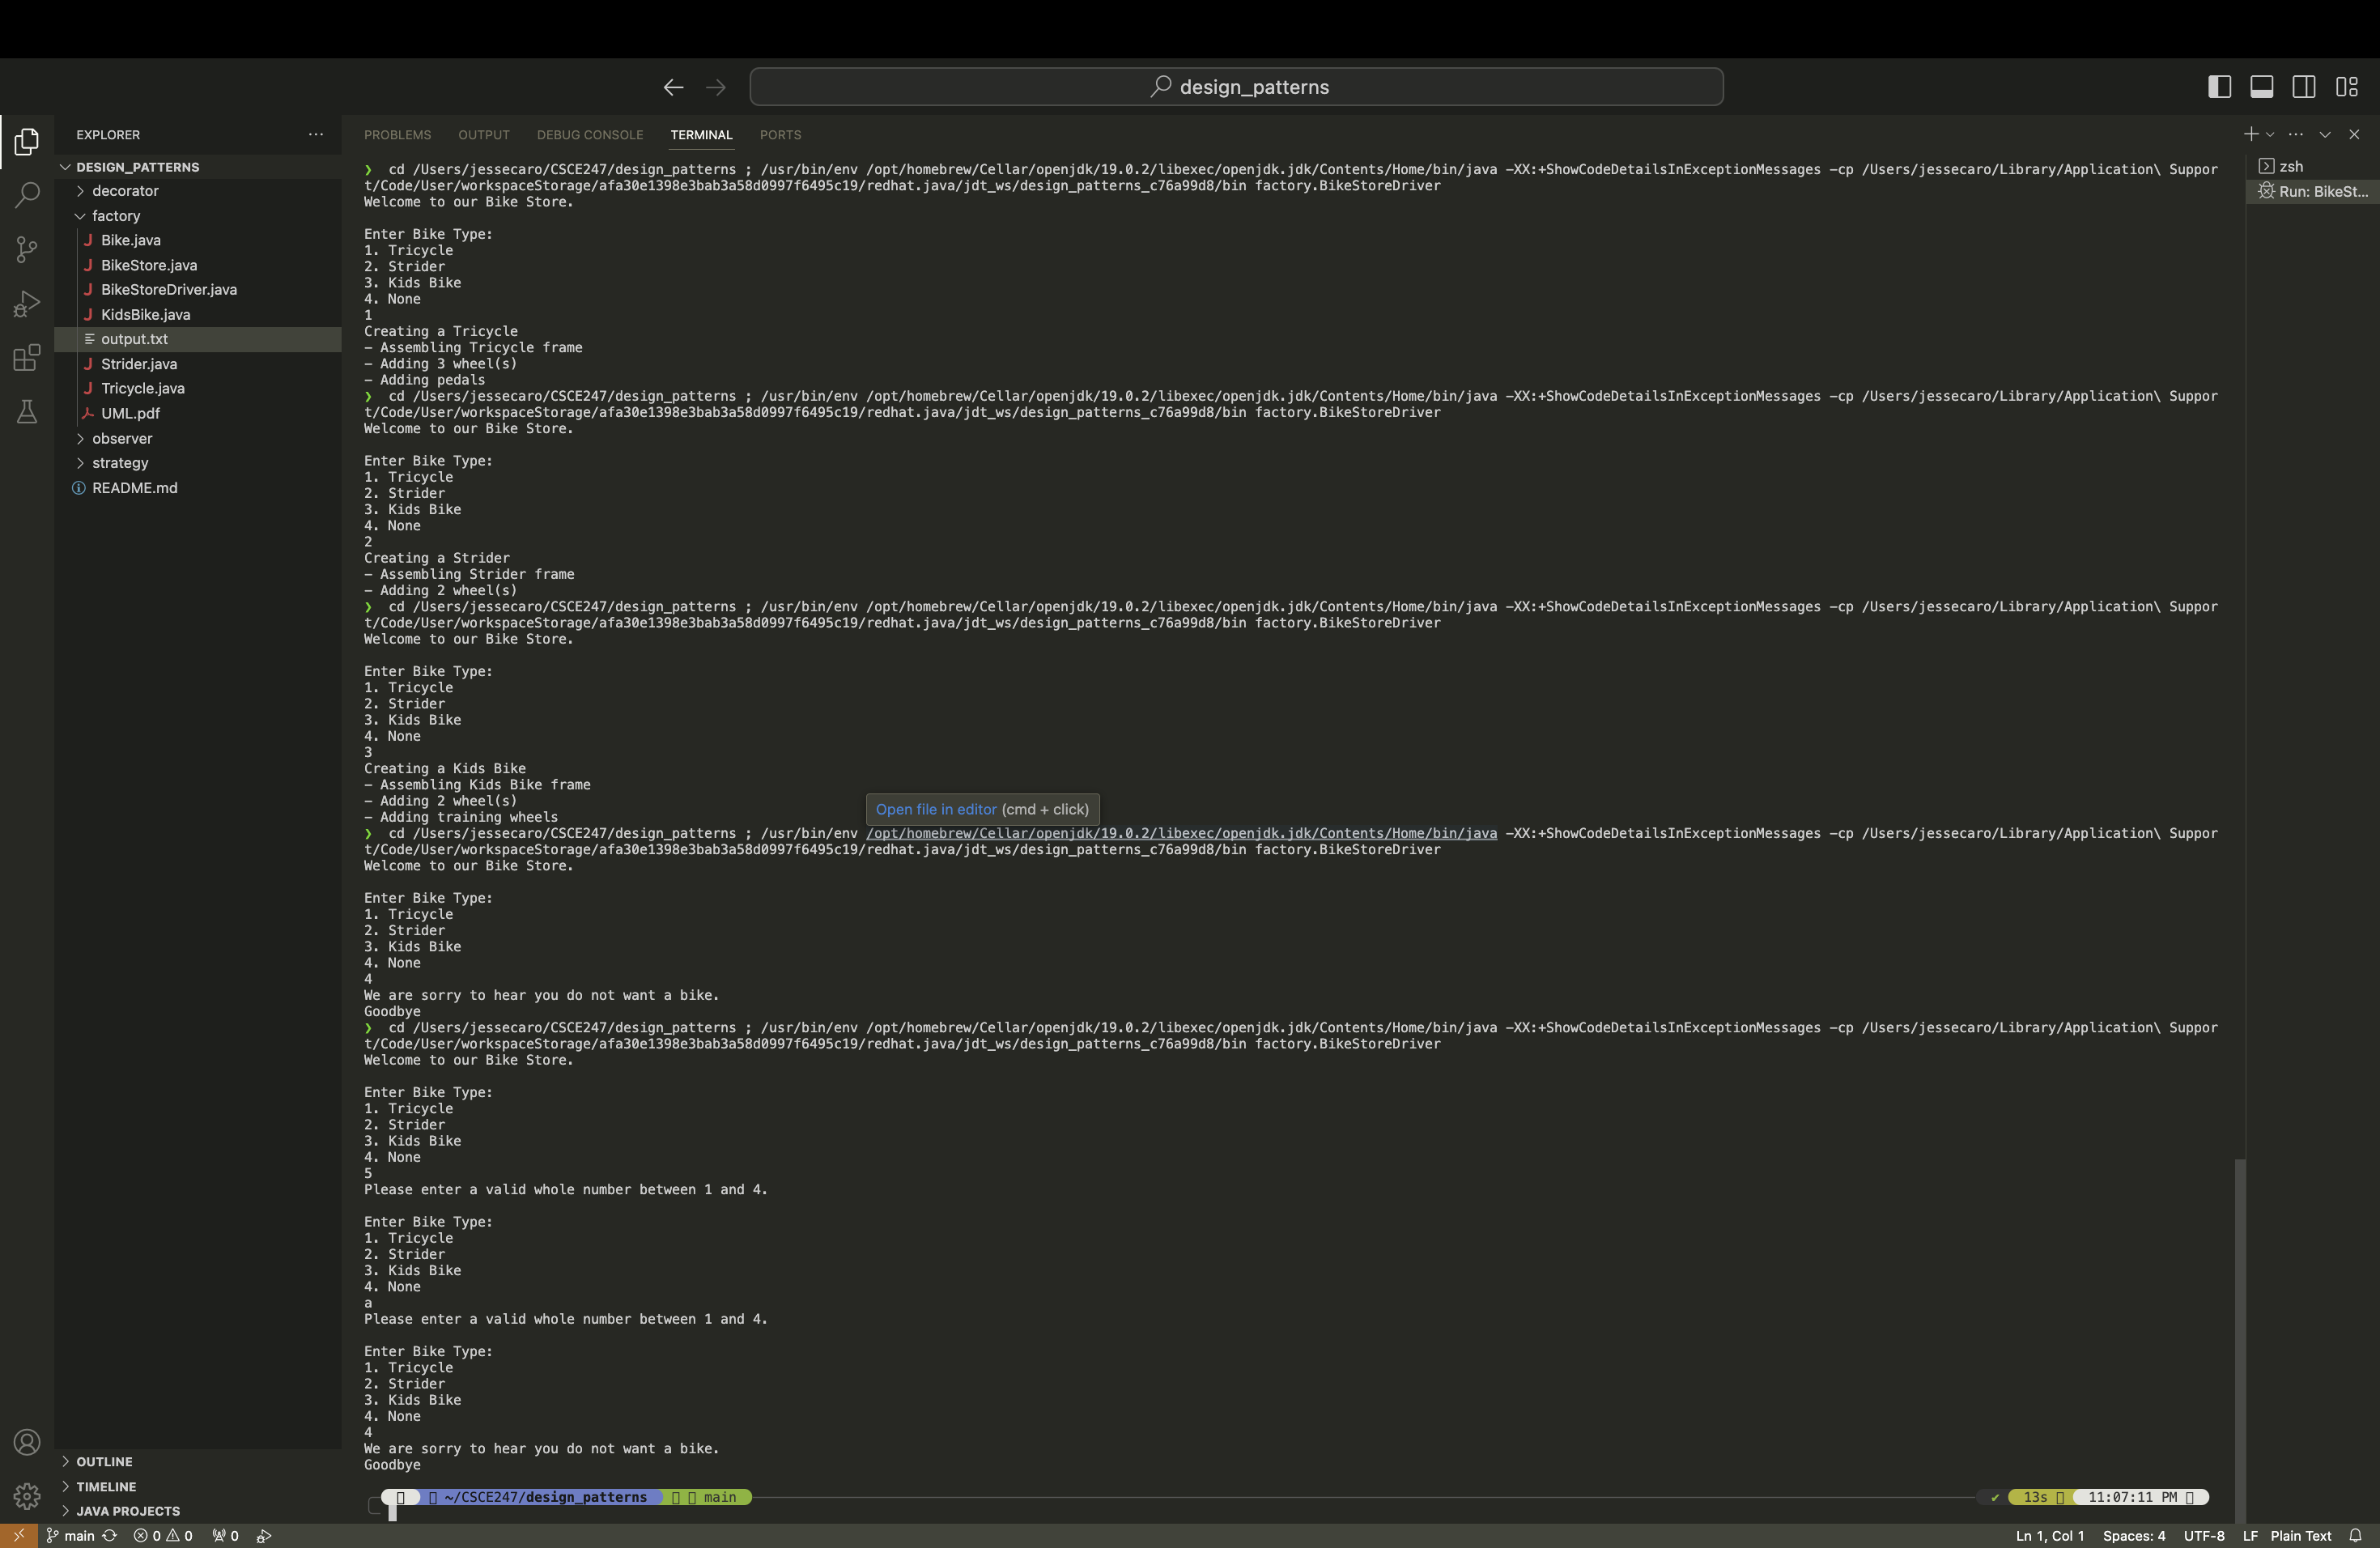 design_patterns
EXPLORER
DESIGN_PATTERNS
decorator
factory
Bike.java
BikeStore.java
BikeStoreDriver.java
KidsBike.java
output.txt
Strider.java
Tricycle.java
UML.pdf
observer
strategy
README.md
OUTLINE
TIMELINE
JAVA PROJECTS
PROBLEMS OUTPUT DEBUG CONSOLE TERMINAL PORTS
❯ cd /Users/jessecaro/CSCE247/design_patterns ; /usr/bin/env /opt/homebrew/Cellar/openjdk/19.0.2/libexec/openjdk.jdk/Contents/Home/bin/java -XX:+ShowCodeDetailsInExceptionMessages -cp /Users/jessecaro/Library/Application\ Suppor
t/Code/User/workspaceStorage/afa30e1398e3bab3a58d0997f6495c19/redhat.java/jdt_ws/design_patterns_c76a99d8/bin factory.BikeStoreDriver
Welcome to our Bike Store.
Enter Bike Type:
1. Tricycle
2. Strider
3. Kids Bike
4. None
1
Creating a Tricycle
- Assembling Tricycle frame
- Adding 3 wheel(s)
- Adding pedals
❯ cd /Users/jessecaro/CSCE247/design_patterns ; /usr/bin/env /opt/homebrew/Cellar/openjdk/19.0.2/libexec/openjdk.jdk/Contents/Home/bin/java -XX:+ShowCodeDetailsInExceptionMessages -cp /Users/jessecaro/Library/Application\ Suppor
t/Code/User/workspaceStorage/afa30e1398e3bab3a58d0997f6495c19/redhat.java/jdt_ws/design_patterns_c76a99d8/bin factory.BikeStoreDriver
Welcome to our Bike Store.
Enter Bike Type:
1. Tricycle
2. Strider
3. Kids Bike
4. None
2
Creating a Strider
- Assembling Strider frame
- Adding 2 wheel(s)
❯ cd /Users/jessecaro/CSCE247/design_patterns ; /usr/bin/env /opt/homebrew/Cellar/openjdk/19.0.2/libexec/openjdk.jdk/Contents/Home/bin/java -XX:+ShowCodeDetailsInExceptionMessages -cp /Users/jessecaro/Library/Application\ Suppor
t/Code/User/workspaceStorage/afa30e1398e3bab3a58d0997f6495c19/redhat.java/jdt_ws/design_patterns_c76a99d8/bin factory.BikeStoreDriver
Welcome to our Bike Store.
Enter Bike Type:
1. Tricycle
2. Strider
3. Kids Bike
4. None
3
Creating a Kids Bike
- Assembling Kids Bike frame
- Adding 2 wheel(s)
Open file in editor (cmd + click)
- Adding training wheels
❯ cd /Users/jessecaro/CSCE247/design_patterns ; /usr/bin/env /opt/homebrew/Cellar/openjdk/19.0.2/libexec/openjdk.jdk/Contents/Home/bin/java -XX:+ShowCodeDetailsInExceptionMessages -cp /Users/jessecaro/Library/Application\ Suppor
t/Code/User/workspaceStorage/afa30e1398e3bab3a58d0997f6495c19/redhat.java/jdt_ws/design_patterns_c76a99d8/bin factory.BikeStoreDriver
Welcome to our Bike Store.
Enter Bike Type:
1. Tricycle
2. Strider
3. Kids Bike
4. None
4
We are sorry to hear you do not want a bike.
Goodbye
❯ cd /Users/jessecaro/CSCE247/design_patterns ; /usr/bin/env /opt/homebrew/Cellar/openjdk/19.0.2/libexec/openjdk.jdk/Contents/Home/bin/java -XX:+ShowCodeDetailsInExceptionMessages -cp /Users/jessecaro/Library/Application\ Suppor
t/Code/User/workspaceStorage/afa30e1398e3bab3a58d0997f6495c19/redhat.java/jdt_ws/design_patterns_c76a99d8/bin factory.BikeStoreDriver
Welcome to our Bike Store.
Enter Bike Type:
1. Tricycle
2. Strider
3. Kids Bike
4. None
5
Please enter a valid whole number between 1 and 4.
Enter Bike Type:
1. Tricycle
2. Strider
3. Kids Bike
4. None
a
Please enter a valid whole number between 1 and 4.
Enter Bike Type:
1. Tricycle
2. Strider
3. Kids Bike
4. None
4
We are sorry to hear you do not want a bike.
Goodbye
~/CSCE247/design_patterns main ✔ 13s 11:07:11 PM
zsh
Run: BikeSt...
main 0 0 0 Ln 1, Col 1 Spaces: 4 UTF-8 LF Plain Text